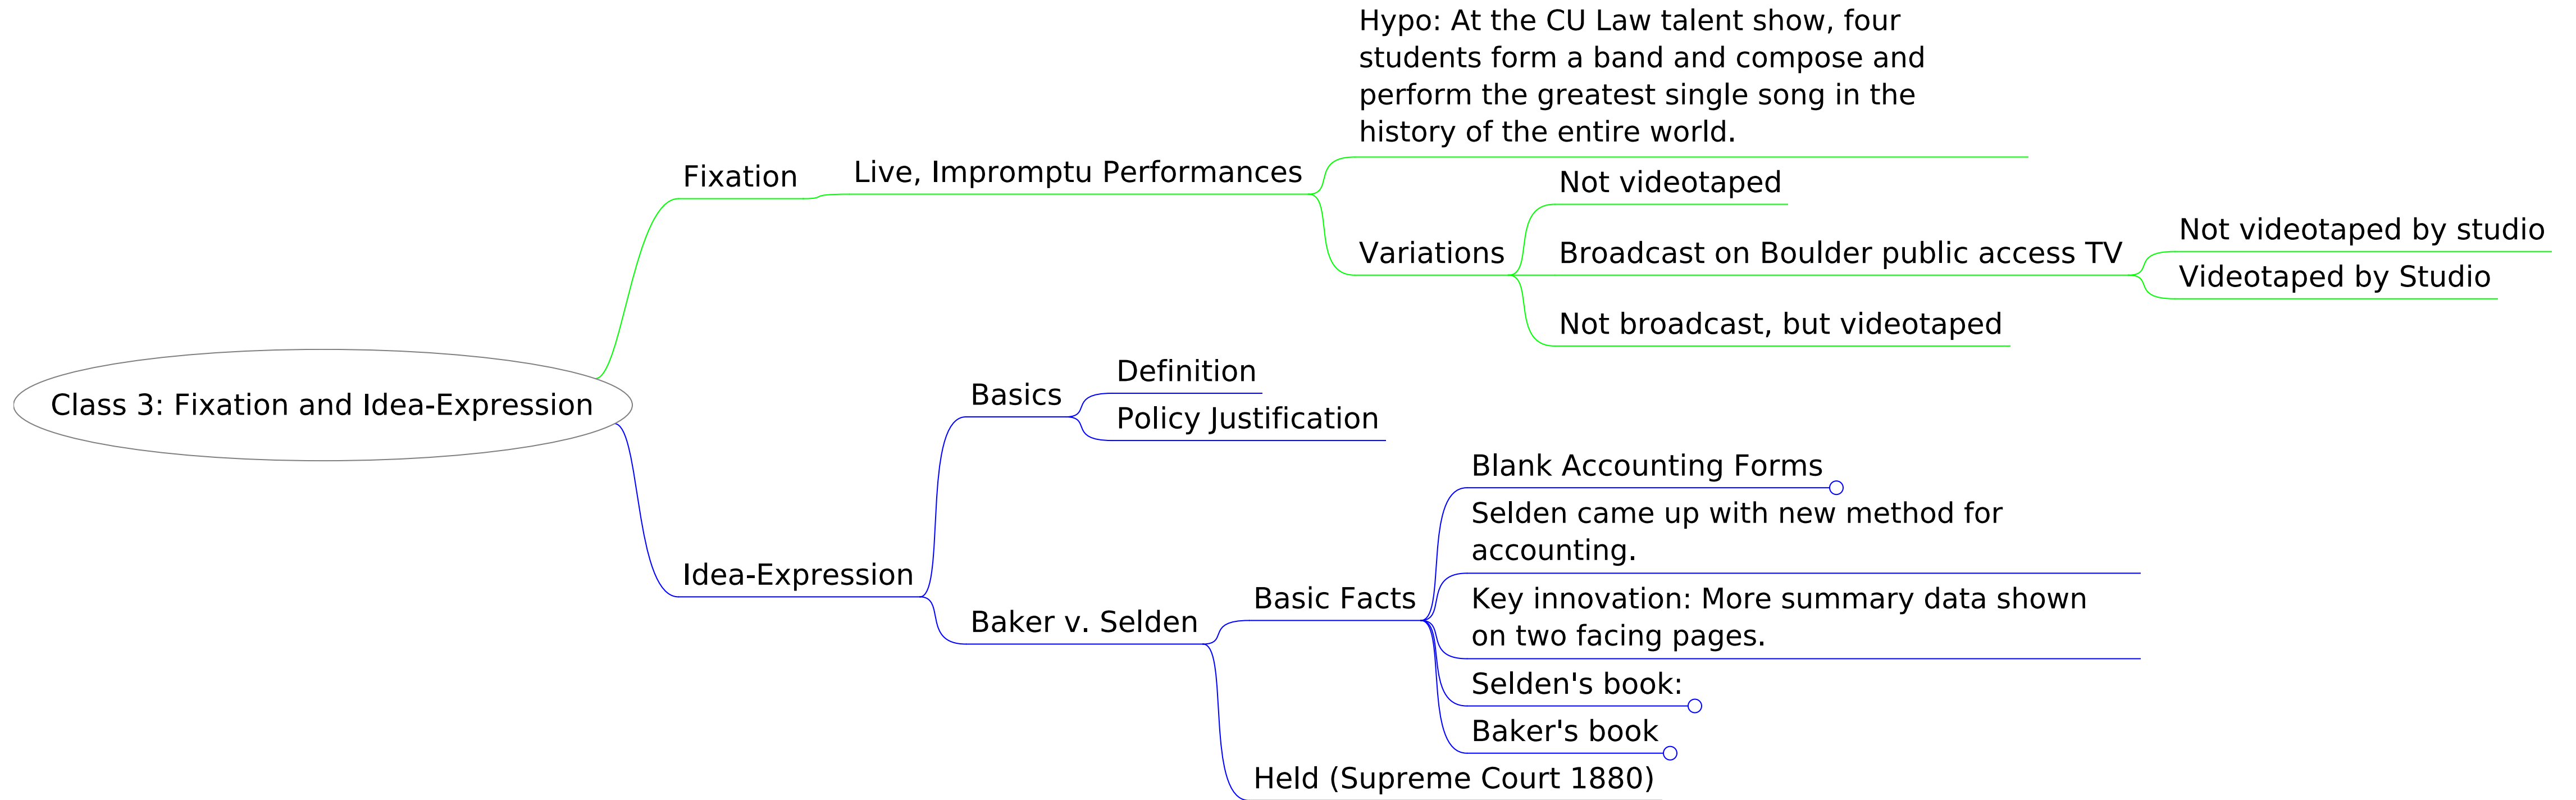 Hypo: At the CU Law talent show, four
students form a band and compose and
perform the greatest single song in the
history of the entire world.
Fixation
Live, Impromptu Performances
Not videotaped
Variations
Broadcast on Boulder public access TV
Not videotaped by studio
Videotaped by Studio
Not broadcast, but videotaped
Class 3: Fixation and Idea-Expression
Basics
Definition
Policy Justification
Idea-Expression
Baker v. Selden
Basic Facts
Blank Accounting Forms
Selden came up with new method for
accounting.
Key innovation: More summary data shown
on two facing pages.
Selden's book:
Baker's book
Held (Supreme Court 1880)